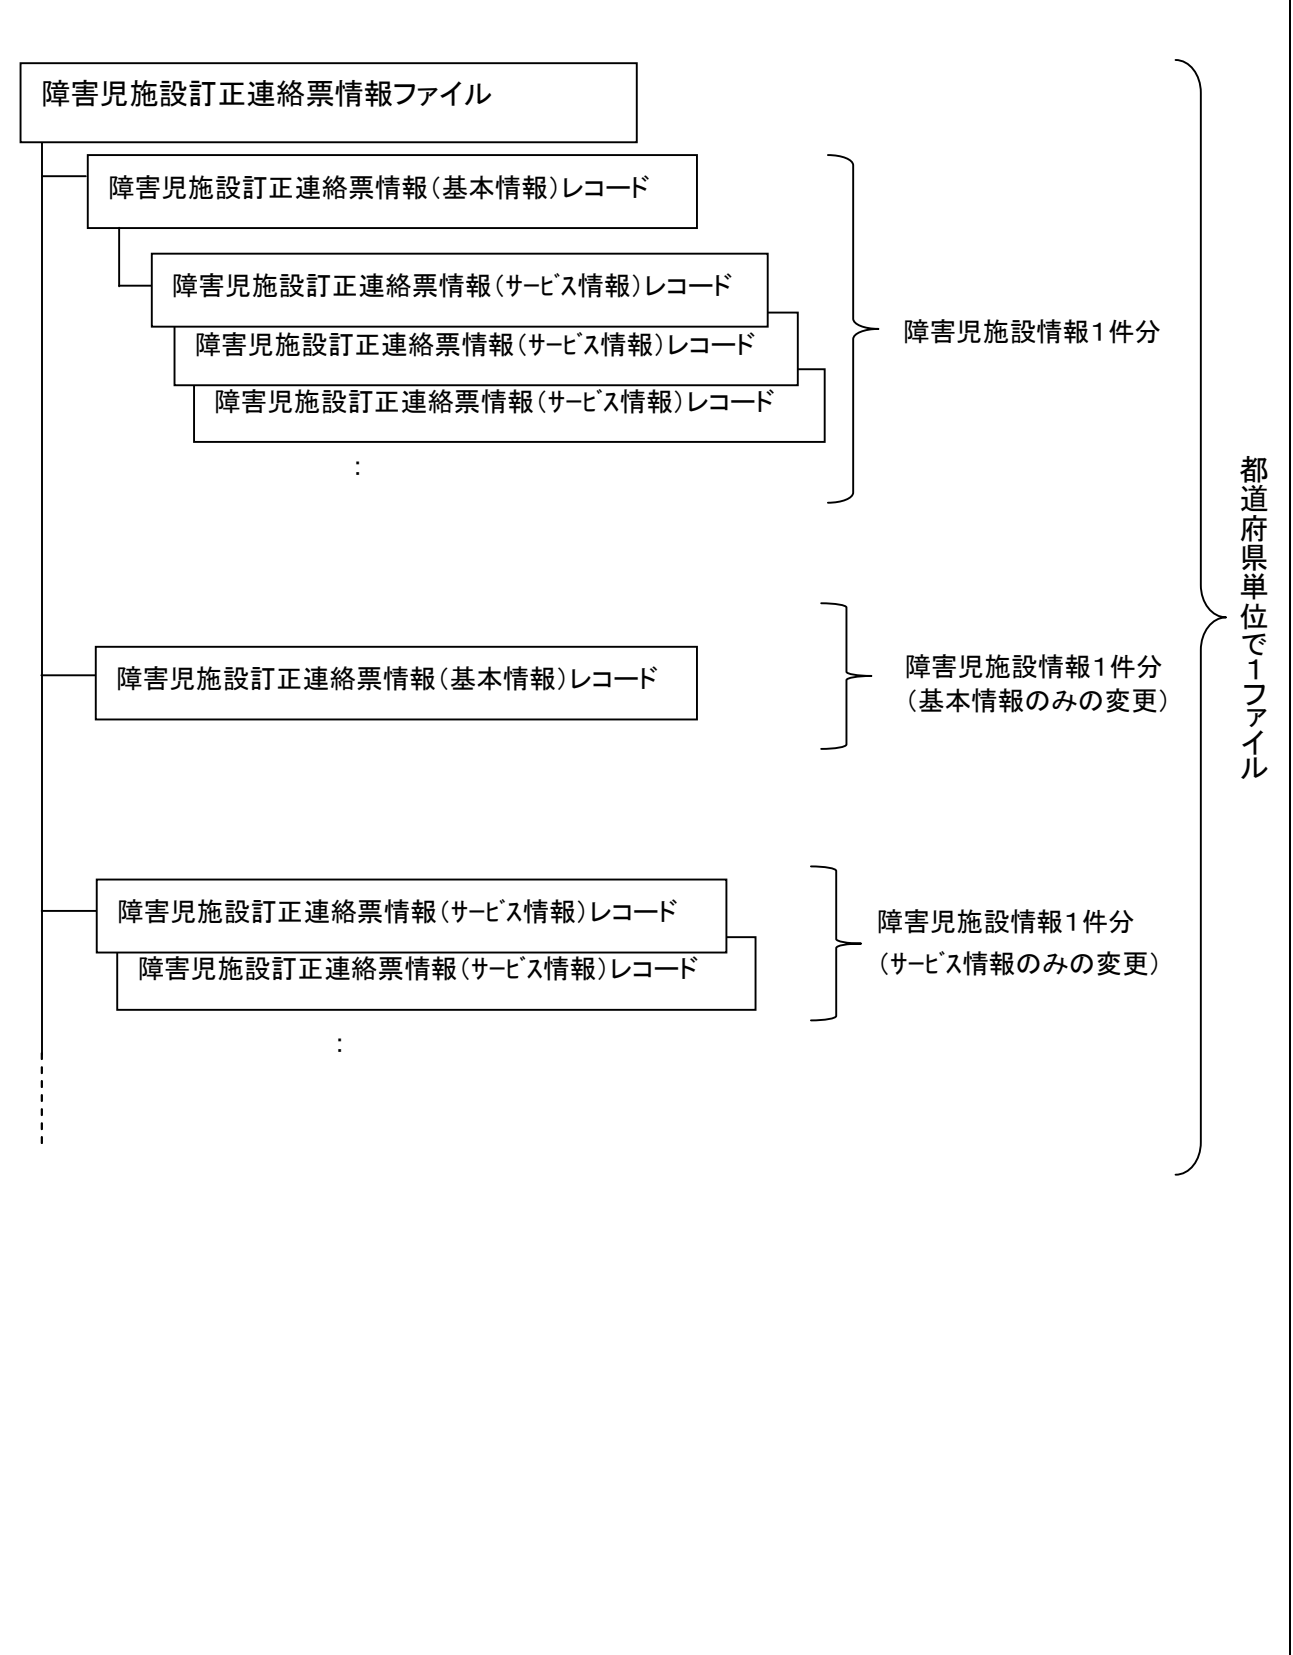 障害児施設訂正連絡票情報ファイル
障害児施設訂正連絡票情報（基本情報）レコード
障害児施設訂正連絡票情報（ｻｰﾋﾞｽ情報）レコード
障害児施設訂正連絡票情報（ｻｰﾋﾞｽ情報）レコード
障害児施設訂正連絡票情報（ｻｰﾋﾞｽ情報）レコード
：
障害児施設情報１件分
障害児施設訂正連絡票情報（基本情報）レコード
障害児施設情報１件分
（基本情報のみの変更）
障害児施設訂正連絡票情報（ｻｰﾋﾞｽ情報）レコード
障害児施設訂正連絡票情報（ｻｰﾋﾞｽ情報）レコード
：
障害児施設情報１件分
（ｻｰﾋﾞｽ情報のみの変更）
都道府県単位で１ファイル